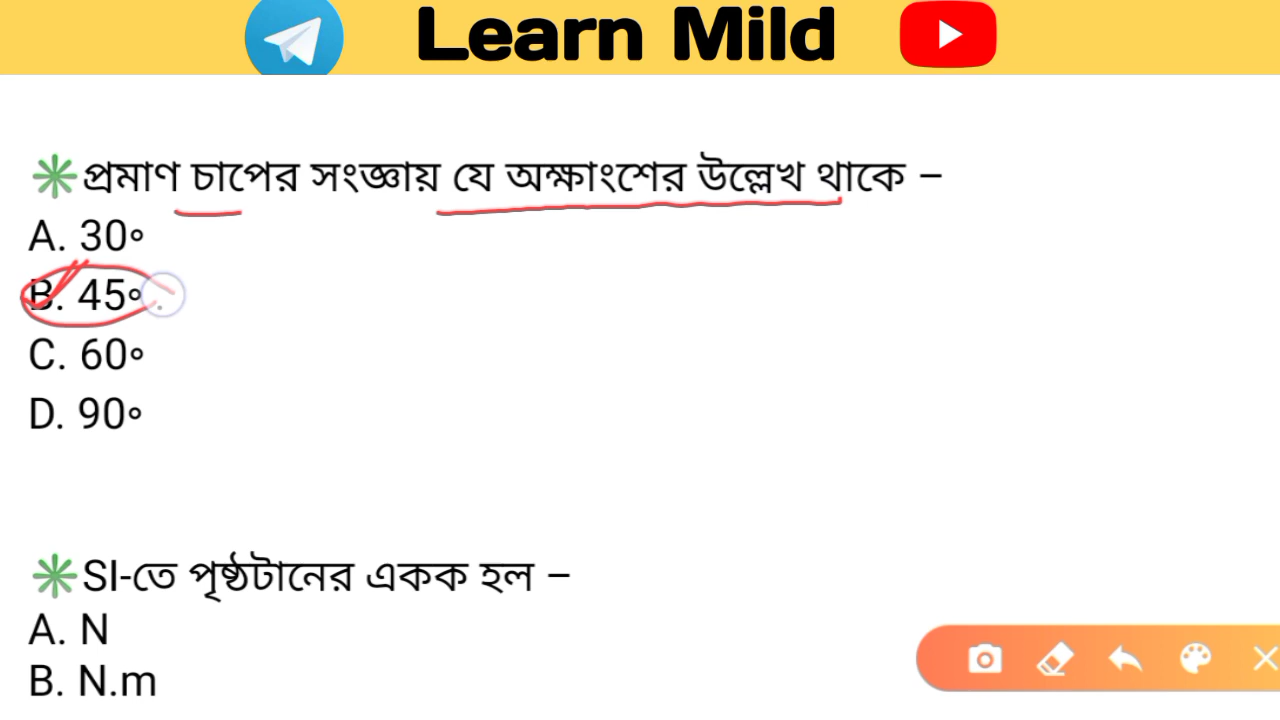 Learn Mild
প্রমাণ চাপের সংজ্ঞায় যে অক্ষাংশের উল্লেখ থাকে –
A. 30∘
B. 45∘ .
C. 60∘
D. 90∘
SI-তে পৃষ্ঠটানের একক হল –
A. N
B. N.m